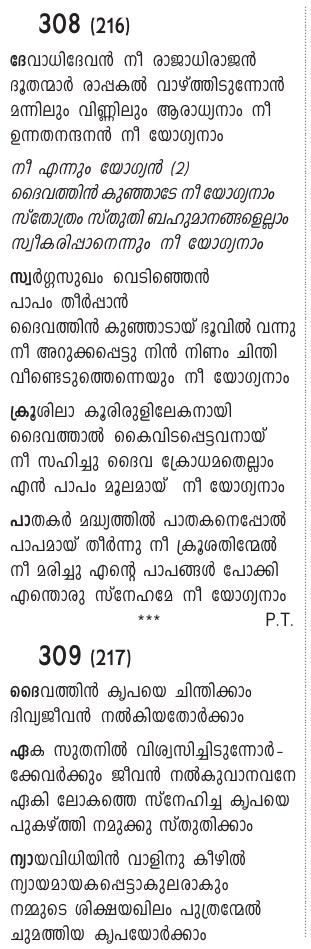 308 (216)
ദേവാധിദേവൻ നീ രാജാധിരാജൻ
ദൂതന്മാർ രാപ്പകൽ വാഴ്ത്തിടുന്നോൻ
മന്നിലും വിണ്ണിലും ആരാധ്യനാം നീ
ഉന്നതനന്ദനൻ നീ യോഗ്യനാം
നീ എന്നും യോഗ്യൻ (2)
ദൈവത്തിൻ കുഞ്ഞാടേ നീ യോഗ്യനാം
സ്തോത്രം സ്തുതി ബഹുമാനങ്ങളെല്ലാം
സ്വീകരിപ്പാനെന്നും നീ യോഗ്യനാം
സ്വർഗ്ഗസുഖം വെടിഞ്ഞെൻ
പാപം തീർപ്പാൻ
ദൈവത്തിൻ കുഞ്ഞാടായ് ഭൂവിൽ വന്നു
നീ അറുക്കപ്പെട്ടു നിൻ നിണം ചിന്തി
വീണ്ടെടുത്തെന്നെയും നീ യോഗ്യനാം
ക്രൂശിലാ കൂരിരുളിലേകനായി
ദൈവത്താൽ കൈവിടപ്പെട്ടവനായ്
നീ സഹിച്ചു ദൈവ ക്രോധമതെല്ലാം
എൻ പാപം മൂലമായ് നീ യോഗ്യനാം
പാതകർ മദ്ധ്യത്തിൽ പാതകനെപ്പോൽ
പാപമായ് തീർന്നു നീ ക്രൂശതിന്മേൽ
നീ മരിച്ചു എന്റെ പാപങ്ങൾ പോക്കി
എന്തൊരു സ്നേഹമേ നീ യോഗ്യനാം
*** P.T.
309 (217)
ദൈവത്തിൻ കൃപയെ ചിന്തിക്കാം
ദിവ്യജീവൻ നൽകിയതോർക്കാം
ഏക സുതനിൽ വിശ്വസിച്ചിടുന്നോർ-
ക്കേവർക്കും ജീവൻ നൽകുവാനവനേ
ഏകി ലോകത്തെ സ്നേഹിച്ച കൃപയെ
പുകഴ്ത്തി നമുക്കു സ്തുതിക്കാം
ന്യായവിധിയിൻ വാളിനു കീഴിൽ
ന്യായമായകപ്പെട്ടാകുലരാകും
നമ്മുടെ ശിക്ഷയഖിലം പുത്രന്മേൽ
ചുമത്തിയ കൃപയോർക്കാം